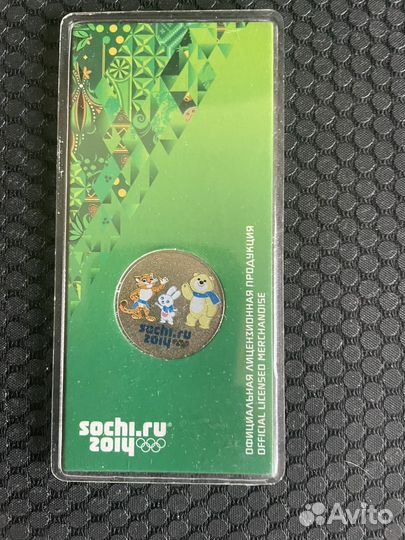 sochi.ru
2014
sochi.ru
2014
ОФИЦИАЛЬНАЯ ЛИЦЕНЗИОННАЯ ПРОДУКЦИЯ
OFFICIAL LICENSED MERCHANDISE
Avito